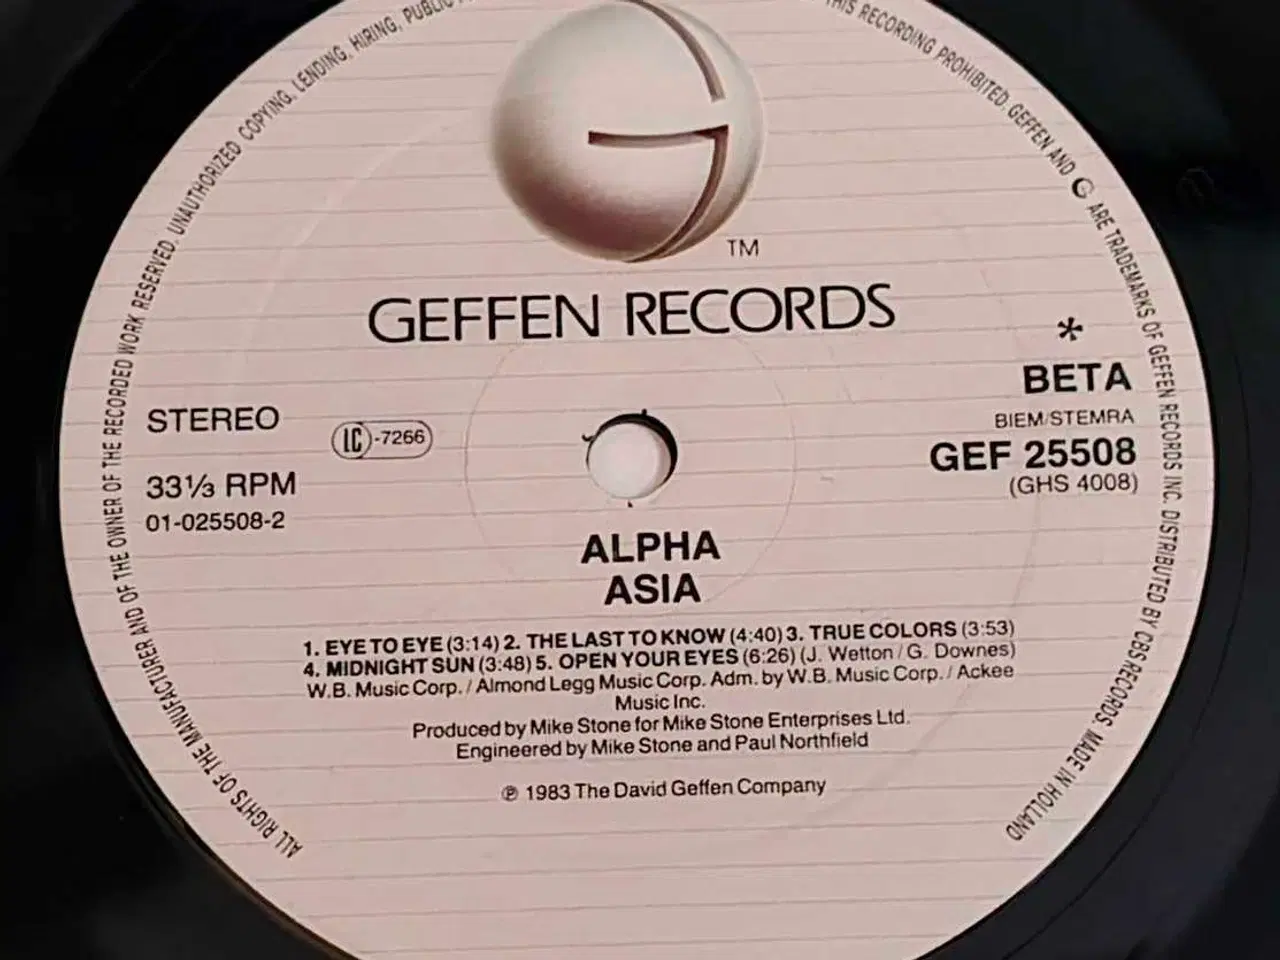 ALL RIGHTS OF THE MANUFACTURER AND OF THE OWNER OF THE RECORDED WORK RESERVED. UNAUTHORIZED COPYING, LENDING, HIRING, PUBLIC
THIS RECORDING PROHIBITED. GEFFEN AND G ARE TRADEMARKS OF GEFFEN RECORDS INC. DISTRIBUTED BY CBS RECORDS. MADE IN HOLLAND
TM
GEFFEN RECORDS
*
BETA
STEREO
LC-7266
BIEM/STEMRA
GEF 25508
(GHS 4008)
33⅓ RPM
01-025508-2
ALPHA
ASIA
1. EYE TO EYE (3:14) 2. THE LAST TO KNOW (4:40) 3. TRUE COLORS (3:53)
4. MIDNIGHT SUN (3:48) 5. OPEN YOUR EYES (6:26) (J. Wetton / G. Downes)
W.B. Music Corp. / Almond Legg Music Corp. Adm. by W.B. Music Corp. / Ackee
Music Inc.
Produced by Mike Stone for Mike Stone Enterprises Ltd.
Engineered by Mike Stone and Paul Northfield
℗ 1983 The David Geffen Company